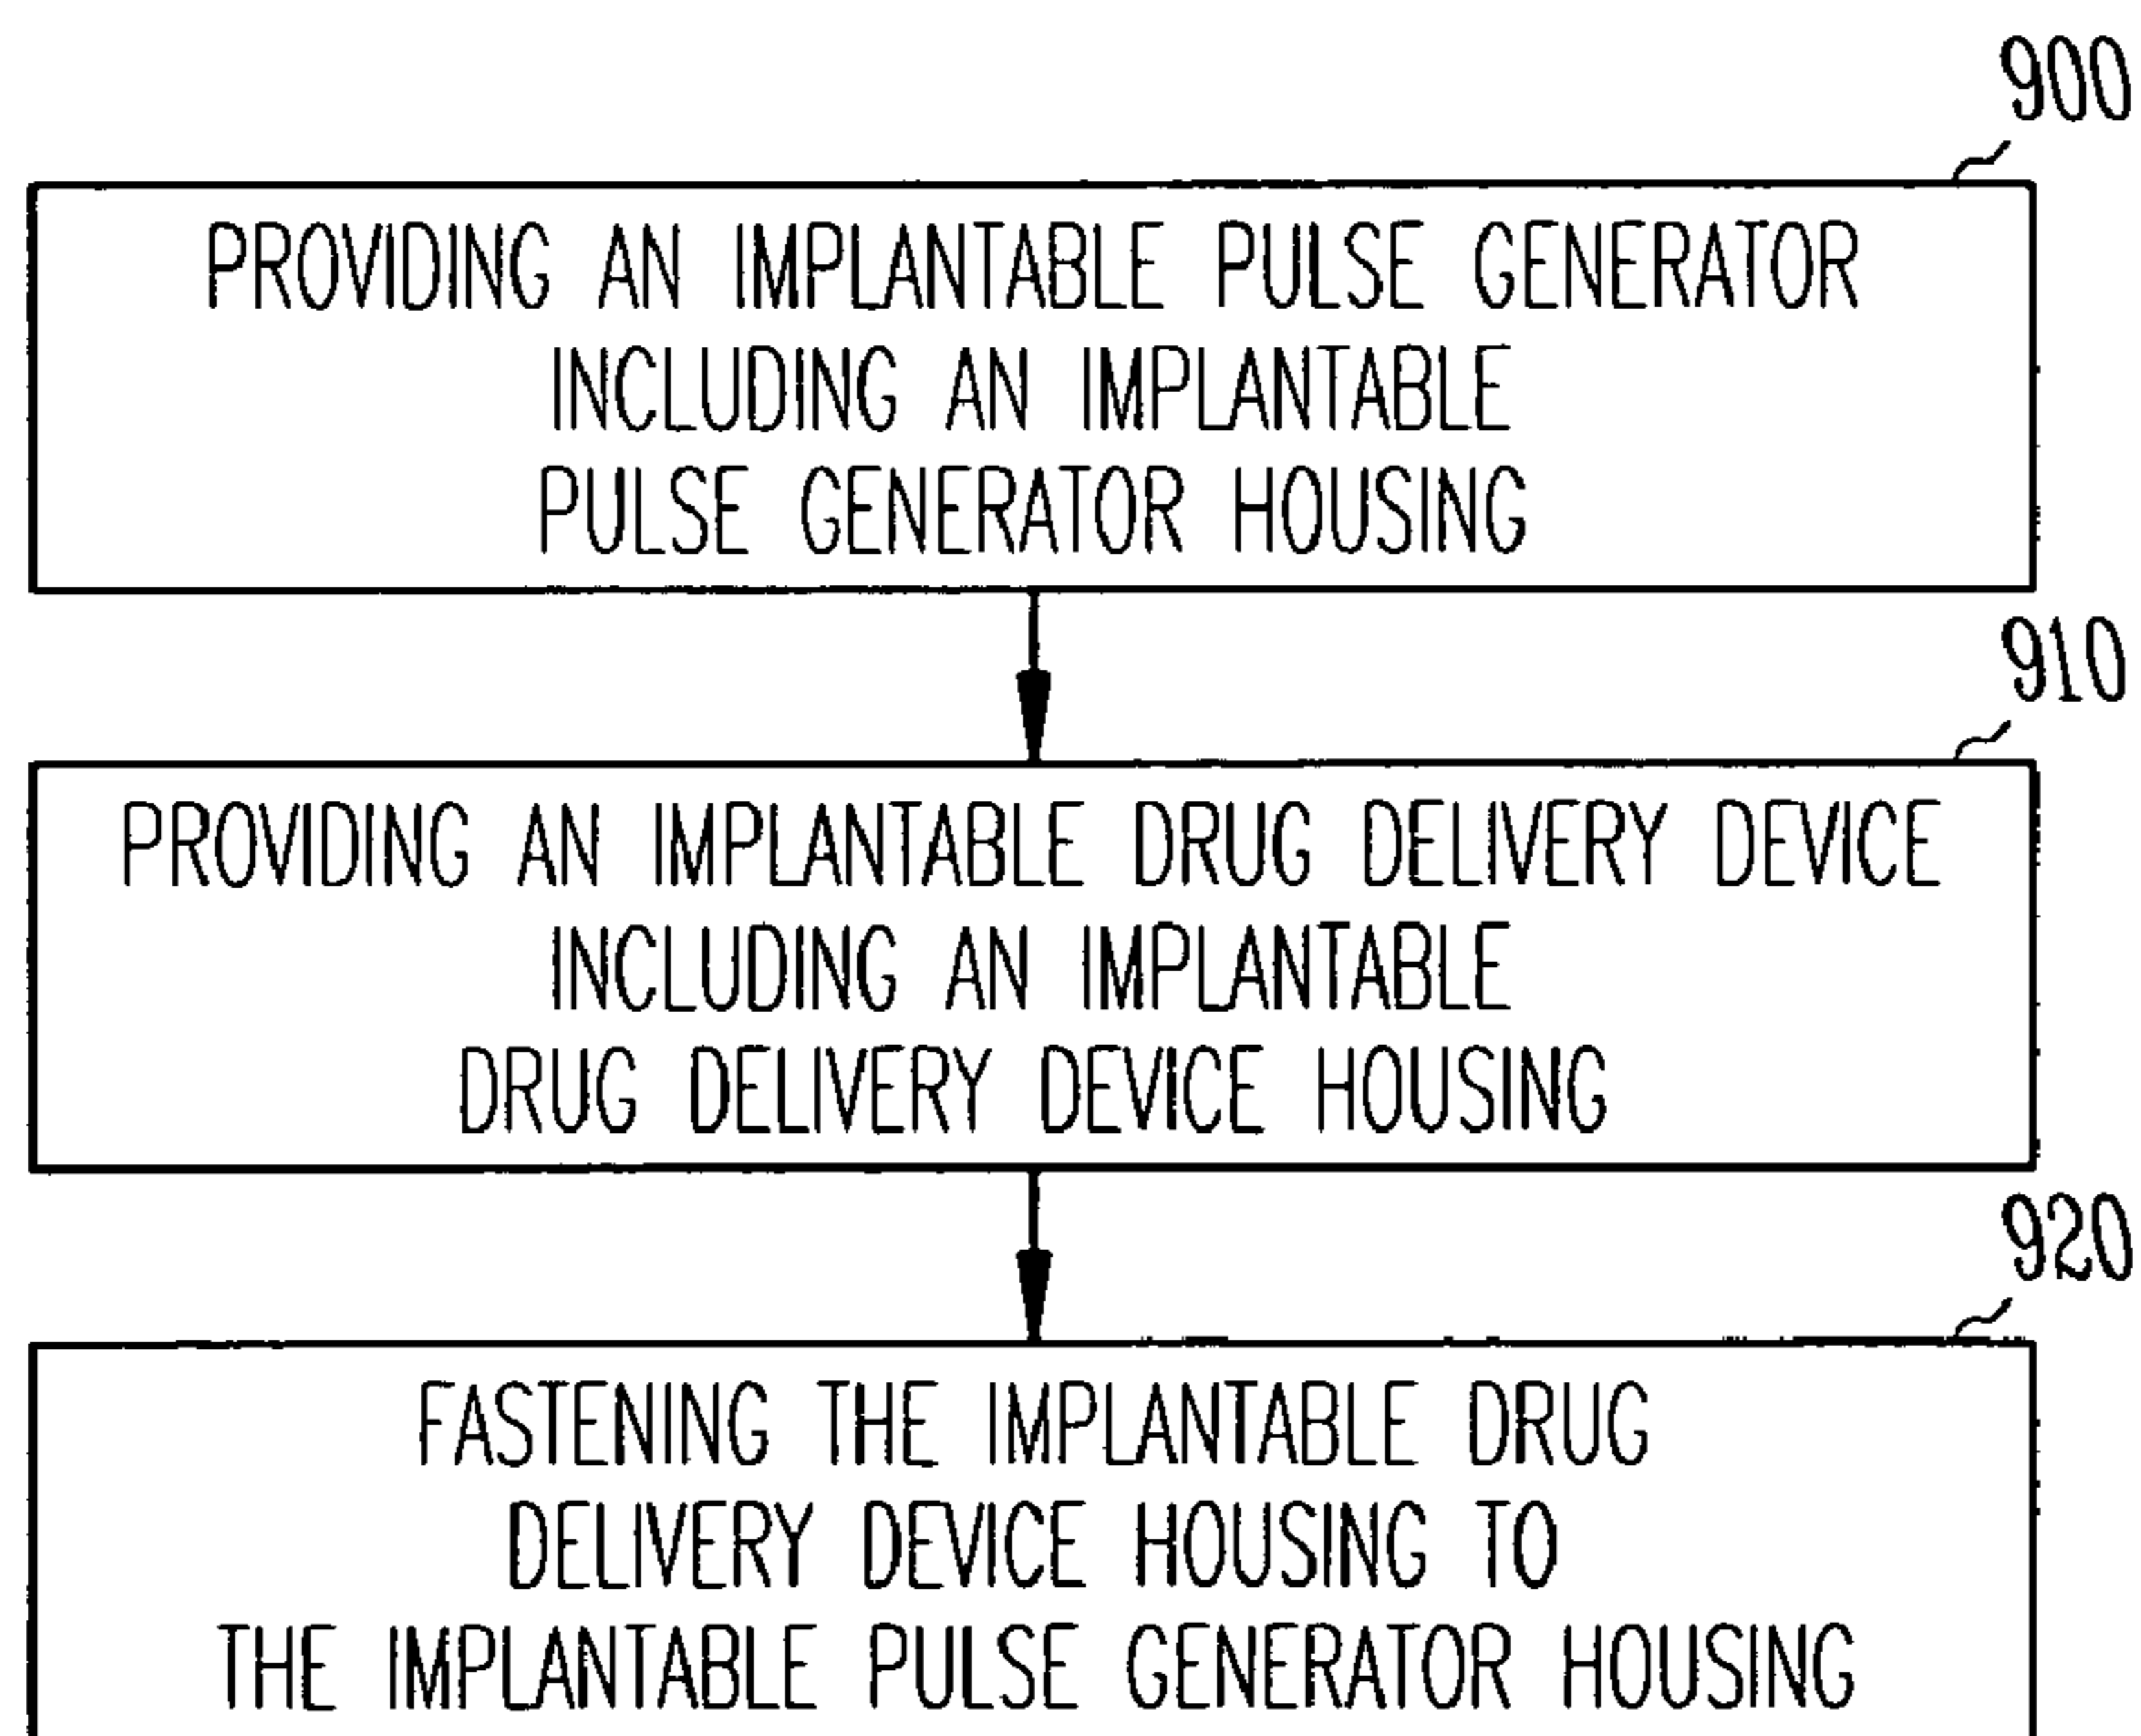 900
PROVIDING AN IMPLANTABLE PULSE GENERATOR
INCLUDING AN IMPLANTABLE
PULSE GENERATOR HOUSING
910
PROVIDING AN IMPLANTABLE DRUG DELIVERY DEVICE
INCLUDING AN IMPLANTABLE
DRUG DELIVERY DEVICE HOUSING
920
FASTENING THE IMPLANTABLE DRUG
DELIVERY DEVICE HOUSING TO
THE IMPLANTABLE PULSE GENERATOR HOUSING